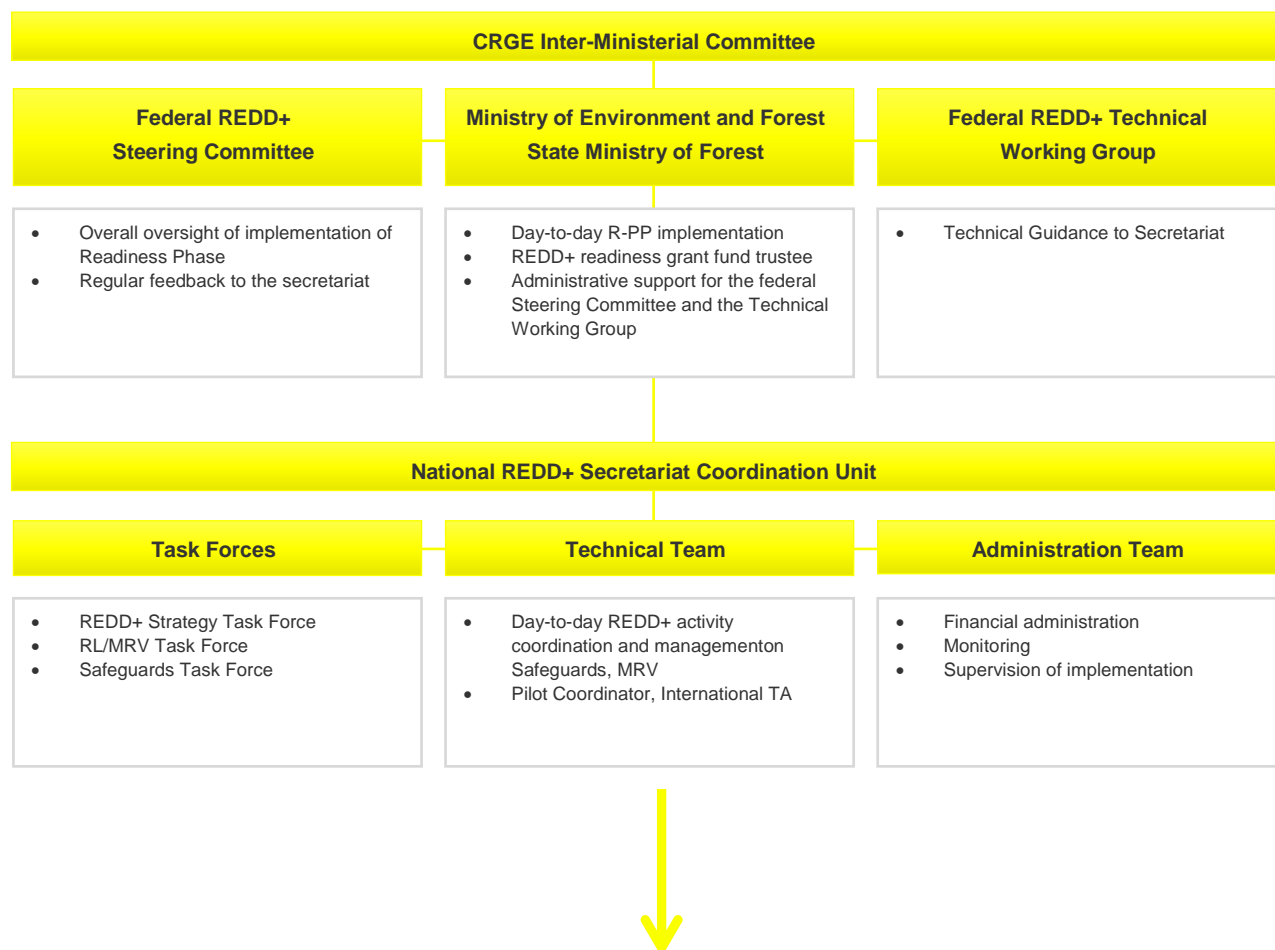 CRGE Inter-Ministerial Committee
Federal REDD+
Steering Committee
Ministry of Environment and Forest
State Ministry of Forest
Federal REDD+ Technical
Working Group
• Overall oversight of implementation of
Readiness Phase
• Regular feedback to the secretariat
• Day-to-day R-PP implementation
• REDD+ readiness grant fund trustee
• Administrative support for the federal
Steering Committee and the Technical
Working Group
• Technical Guidance to Secretariat
National REDD+ Secretariat Coordination Unit
Task Forces
Technical Team
Administration Team
• REDD+ Strategy Task Force
• RL/MRV Task Force
• Safeguards Task Force
• Day-to-day REDD+ activity
coordination and managementon
Safeguards, MRV
• Pilot Coordinator, International TA
• Financial administration
• Monitoring
• Supervision of implementation